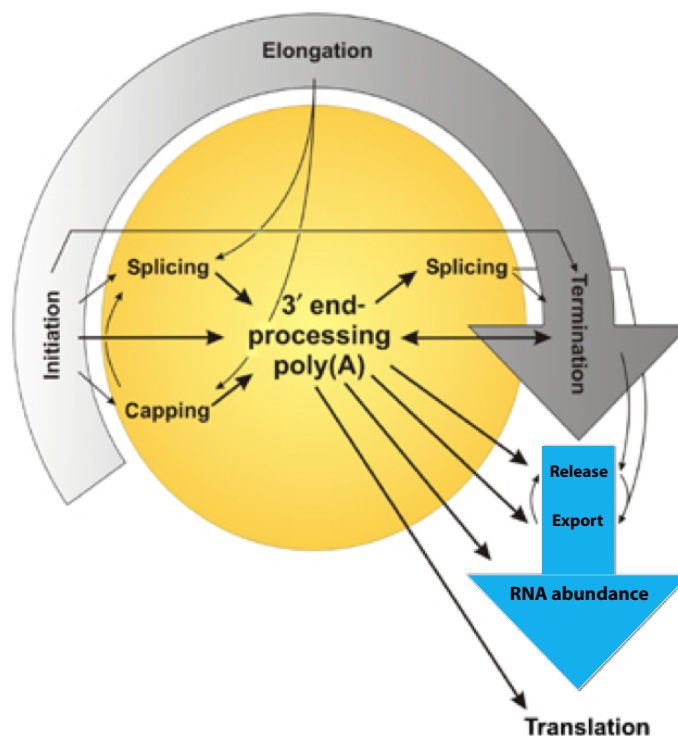 Elongation
Splicing
Splicing
Initiation
3′ end-
processing
poly(A)
Termination
Capping
Release
Export
RNA abundance
Translation